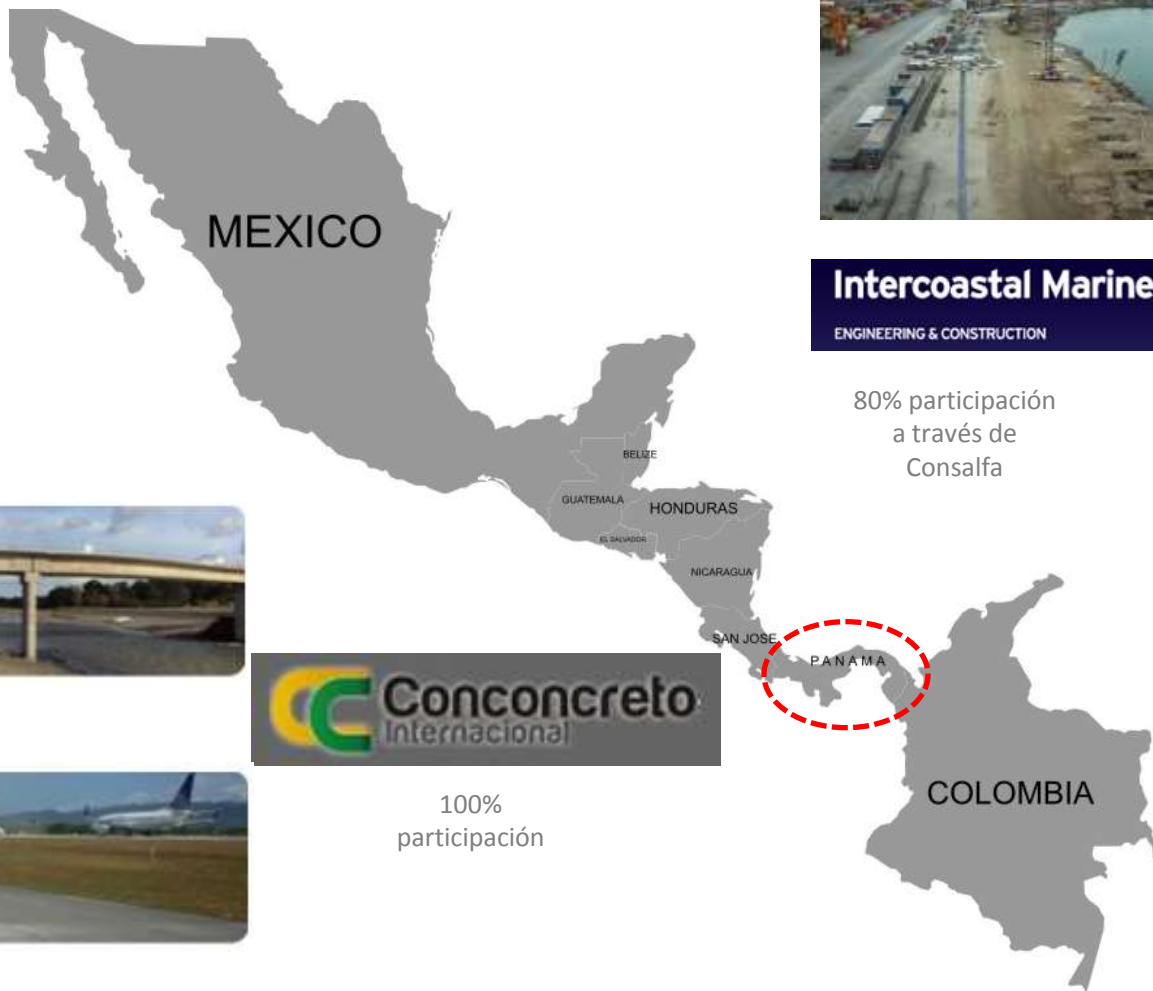 MEXICO
Intercoastal Marine
ENGINEERING & CONSTRUCTION
80% participación
a través de
Consalfa
BELIZE
GUATEMALA
HONDURAS
EL SALVADOR
NICARAGUA
SAN JOSE
PANAMA
Conconcreto
Internacional
COLOMBIA
100%
participación